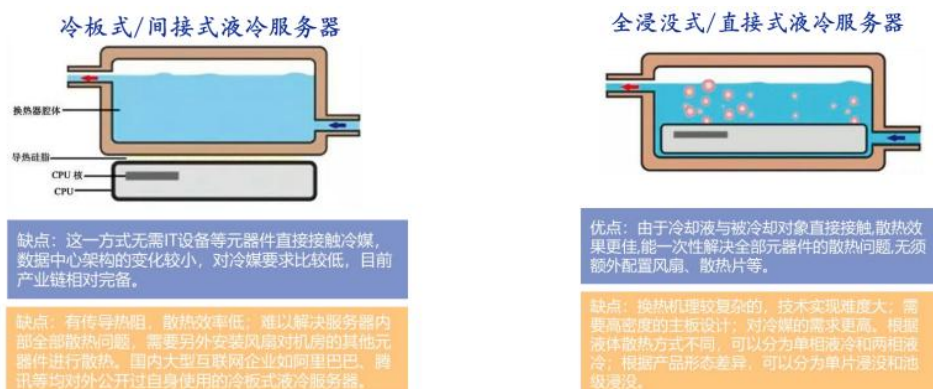 冷板式/间接式液冷服务器
换热器腔体
导热硅脂
CPU 核
CPU
缺点：这一方式无需IT设备等元器件直接接触冷媒，
数据中心架构的变化较小，对冷媒要求比较低，目前
产业链相对完备。
缺点：有传导热阻，散热效率低；难以解决服务器内
部全部散热问题，需要另外安装风扇对机房的其他元
器件进行散热。国内大型互联网企业如阿里巴巴、腾
讯等均对外公开过自身使用的冷板式液冷服务器。
全浸没式/直接式液冷服务器
优点：由于冷却液与被冷却对象直接接触,散热效
果更佳,能一次性解决全部元器件的散热问题,无须
额外配置风扇、散热片等。
缺点：换热机理较复杂的，技术实现难度大；需
要高密度的主板设计；对冷媒的需求更高。根据
液体散热方式不同，可以分为单相液冷和两相液
冷；根据产品形态差异，可以分为单片浸没和池
级浸没。